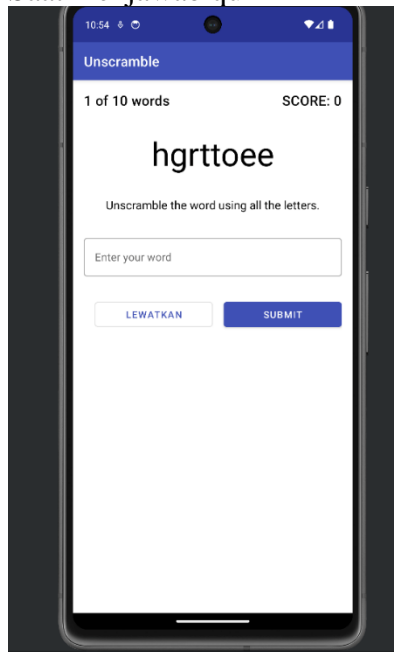 10:54
Unscramble
1 of 10 words SCORE: 0
hgrttoee
Unscramble the word using all the letters.
Enter your word
LEWATKAN SUBMIT